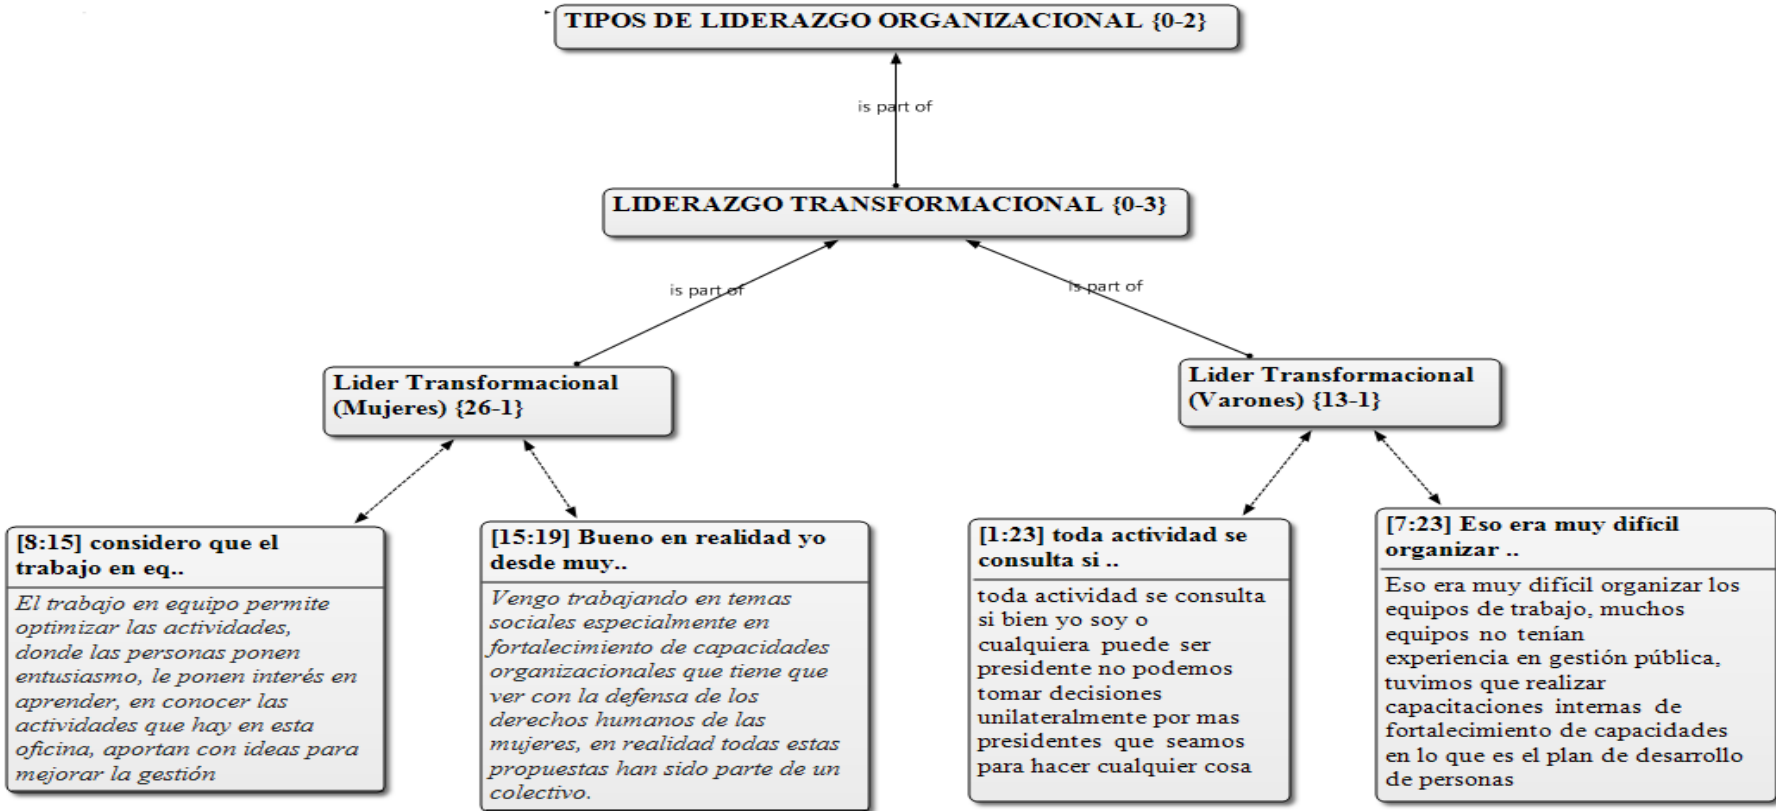 TIPOS DE LIDERAZGO ORGANIZACIONAL {0-2}
is part of
LIDERAZGO TRANSFORMACIONAL {0-3}
is part of
is part of
Lider Transformacional
(Mujeres) {26-1}
Lider Transformacional
(Varones) {13-1}
[8:15] considero que el
trabajo en eq..
El trabajo en equipo permite
optimizar las actividades,
donde las personas ponen
entusiasmo, le ponen interés en
aprender, en conocer las
actividades que hay en esta
oficina, aportan con ideas para
mejorar la gestión
[15:19] Bueno en realidad yo
desde muy..
Vengo trabajando en temas
sociales especialmente en
fortalecimiento de capacidades
organizacionales que tiene que
ver con la defensa de los
derechos humanos de las
mujeres, en realidad todas estas
propuestas han sido parte de un
colectivo.
[1:23] toda actividad se
consulta si ..
toda actividad se consulta
si bien yo soy o
cualquiera puede ser
presidente no podemos
tomar decisiones
unilateralmente por mas
presidentes que seamos
para hacer cualquier cosa
[7:23] Eso era muy difícil
organizar ..
Eso era muy difícil organizar los
equipos de trabajo, muchos
equipos no tenían
experiencia en gestión pública,
tuvimos que realizar
capacitaciones internas de
fortalecimiento de capacidades
en lo que es el plan de desarrollo
de personas